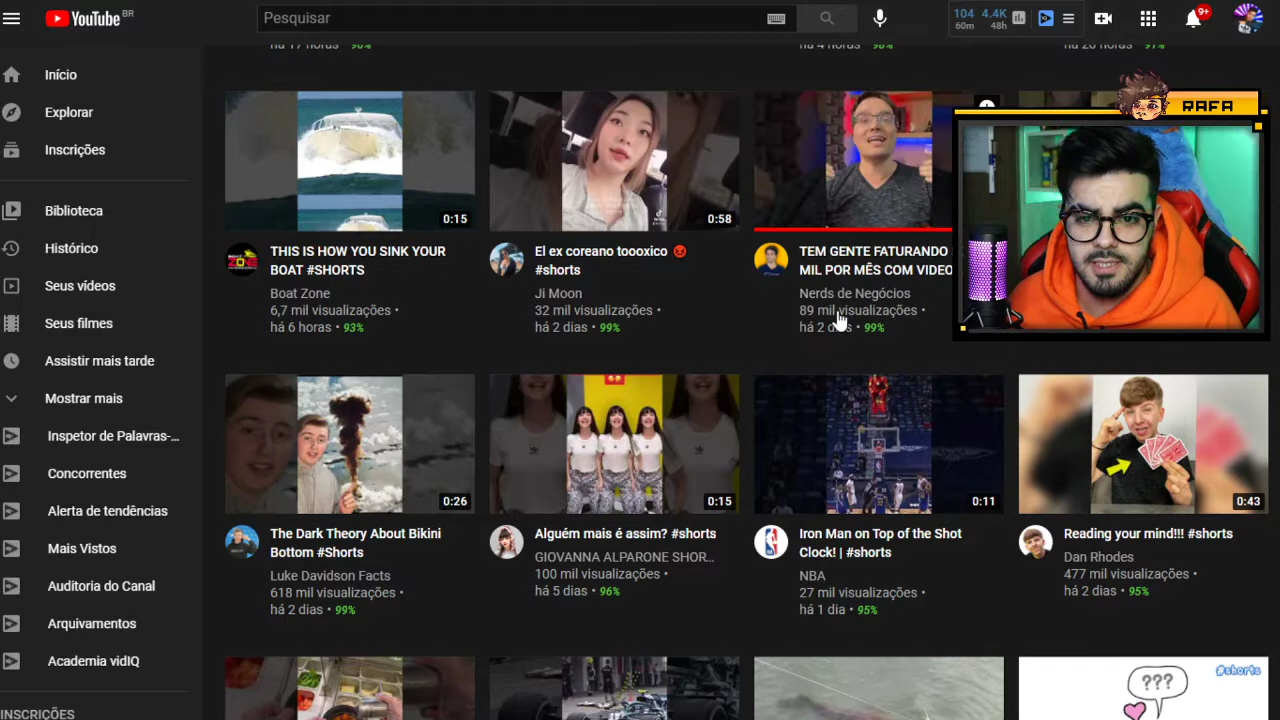 YouTube BR
Pesquisar
104 4.4K
60m 48h
9+
RAFA
Início
Explorar
Inscrições
Biblioteca
Histórico
Seus vídeos
Seus filmes
Assistir mais tarde
Mostrar mais
Inspetor de Palavras-...
Concorrentes
Alerta de tendências
Mais Vistos
Auditoria do Canal
Arquivamentos
Academia vidIQ
INSCRIÇÕES
0:15
THIS IS HOW YOU SINK YOUR
BOAT #SHORTS
Boat Zone
6,7 mil visualizações •
há 6 horas • 93%
0:58
El ex coreano toooxico 😡
#shorts
Ji Moon
32 mil visualizações •
há 2 dias • 99%
TEM GENTE FATURANDO
MIL POR MÊS COM VIDEO
Nerds de Negócios
89 mil visualizações •
há 2 dias • 99%
0:26
The Dark Theory About Bikini
Bottom #Shorts
Luke Davidson Facts
618 mil visualizações •
há 2 dias • 99%
0:15
Alguém mais é assim? #shorts
GIOVANNA ALPARONE SHOR...
100 mil visualizações •
há 5 dias • 96%
0:11
Iron Man on Top of the Shot
Clock! | #shorts
NBA
27 mil visualizações •
há 1 dia • 95%
0:43
Reading your mind!!! #shorts
Dan Rhodes
477 mil visualizações •
há 2 dias • 95%
#shorts
???